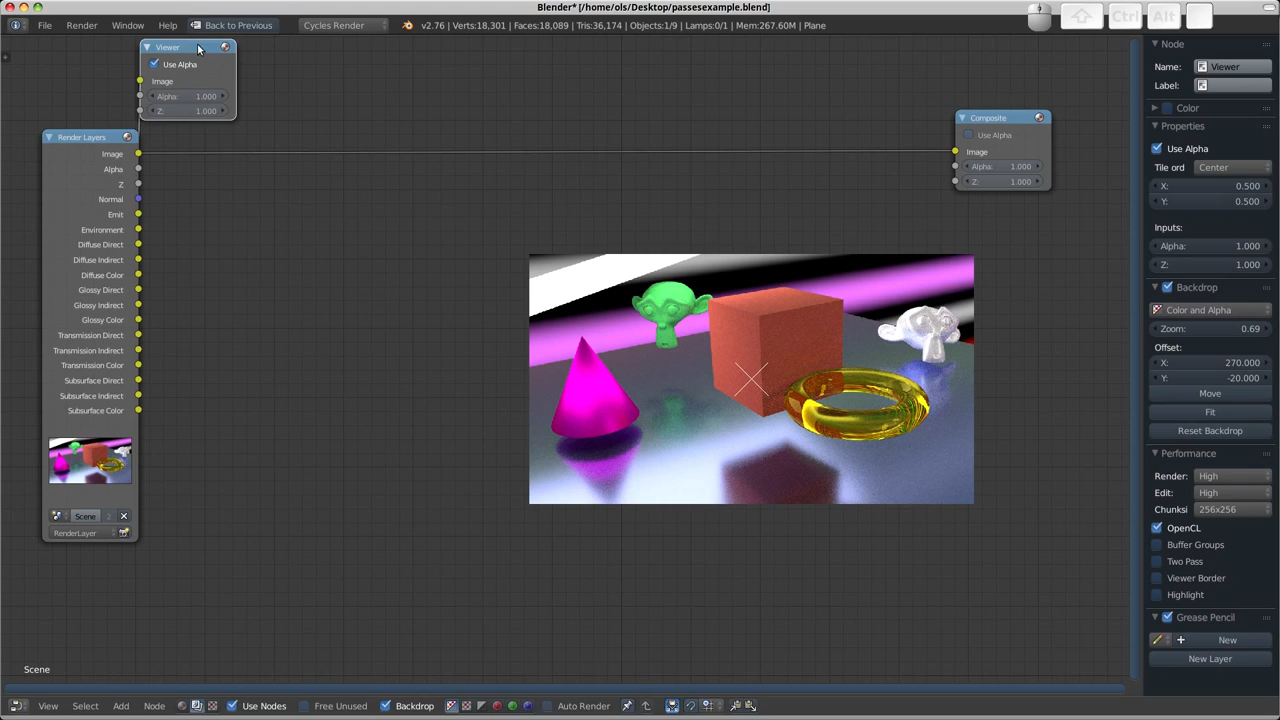 Blender* [/home/ols/Desktop/passesexample.blend]
File Render Window Help Back to Previous Cycles Render v2.76 | Verts:18,301 | Faces:18,089 | Tris:36,174 | Objects:1/9 | Lamps:0/1 | Mem:267.60M | Plane
Ctrl Alt
Viewer
Use Alpha
Image
Alpha: 1.000
Z: 1.000
Render Layers
Image
Alpha
Z
Normal
Emit
Environment
Diffuse Direct
Diffuse Indirect
Diffuse Color
Glossy Direct
Glossy Indirect
Glossy Color
Transmission Direct
Transmission Indirect
Transmission Color
Subsurface Direct
Subsurface Indirect
Subsurface Color
Scene 2
RenderLayer
Composite
Use Alpha
Image
Alpha: 1.000
Z: 1.000
Node
Name: Viewer
Label:
Color
Properties
Use Alpha
Tile ord Center
X: 0.500
Y: 0.500
Inputs:
Alpha: 1.000
Z: 1.000
Backdrop
Color and Alpha
Zoom: 0.69
Offset:
X: 270.000
Y: -20.000
Move
Fit
Reset Backdrop
Performance
Render: High
Edit: High
Chunksi 256x256
OpenCL
Buffer Groups
Two Pass
Viewer Border
Highlight
Grease Pencil
New
New Layer
Scene
View Select Add Node Use Nodes Free Unused Backdrop Auto Render